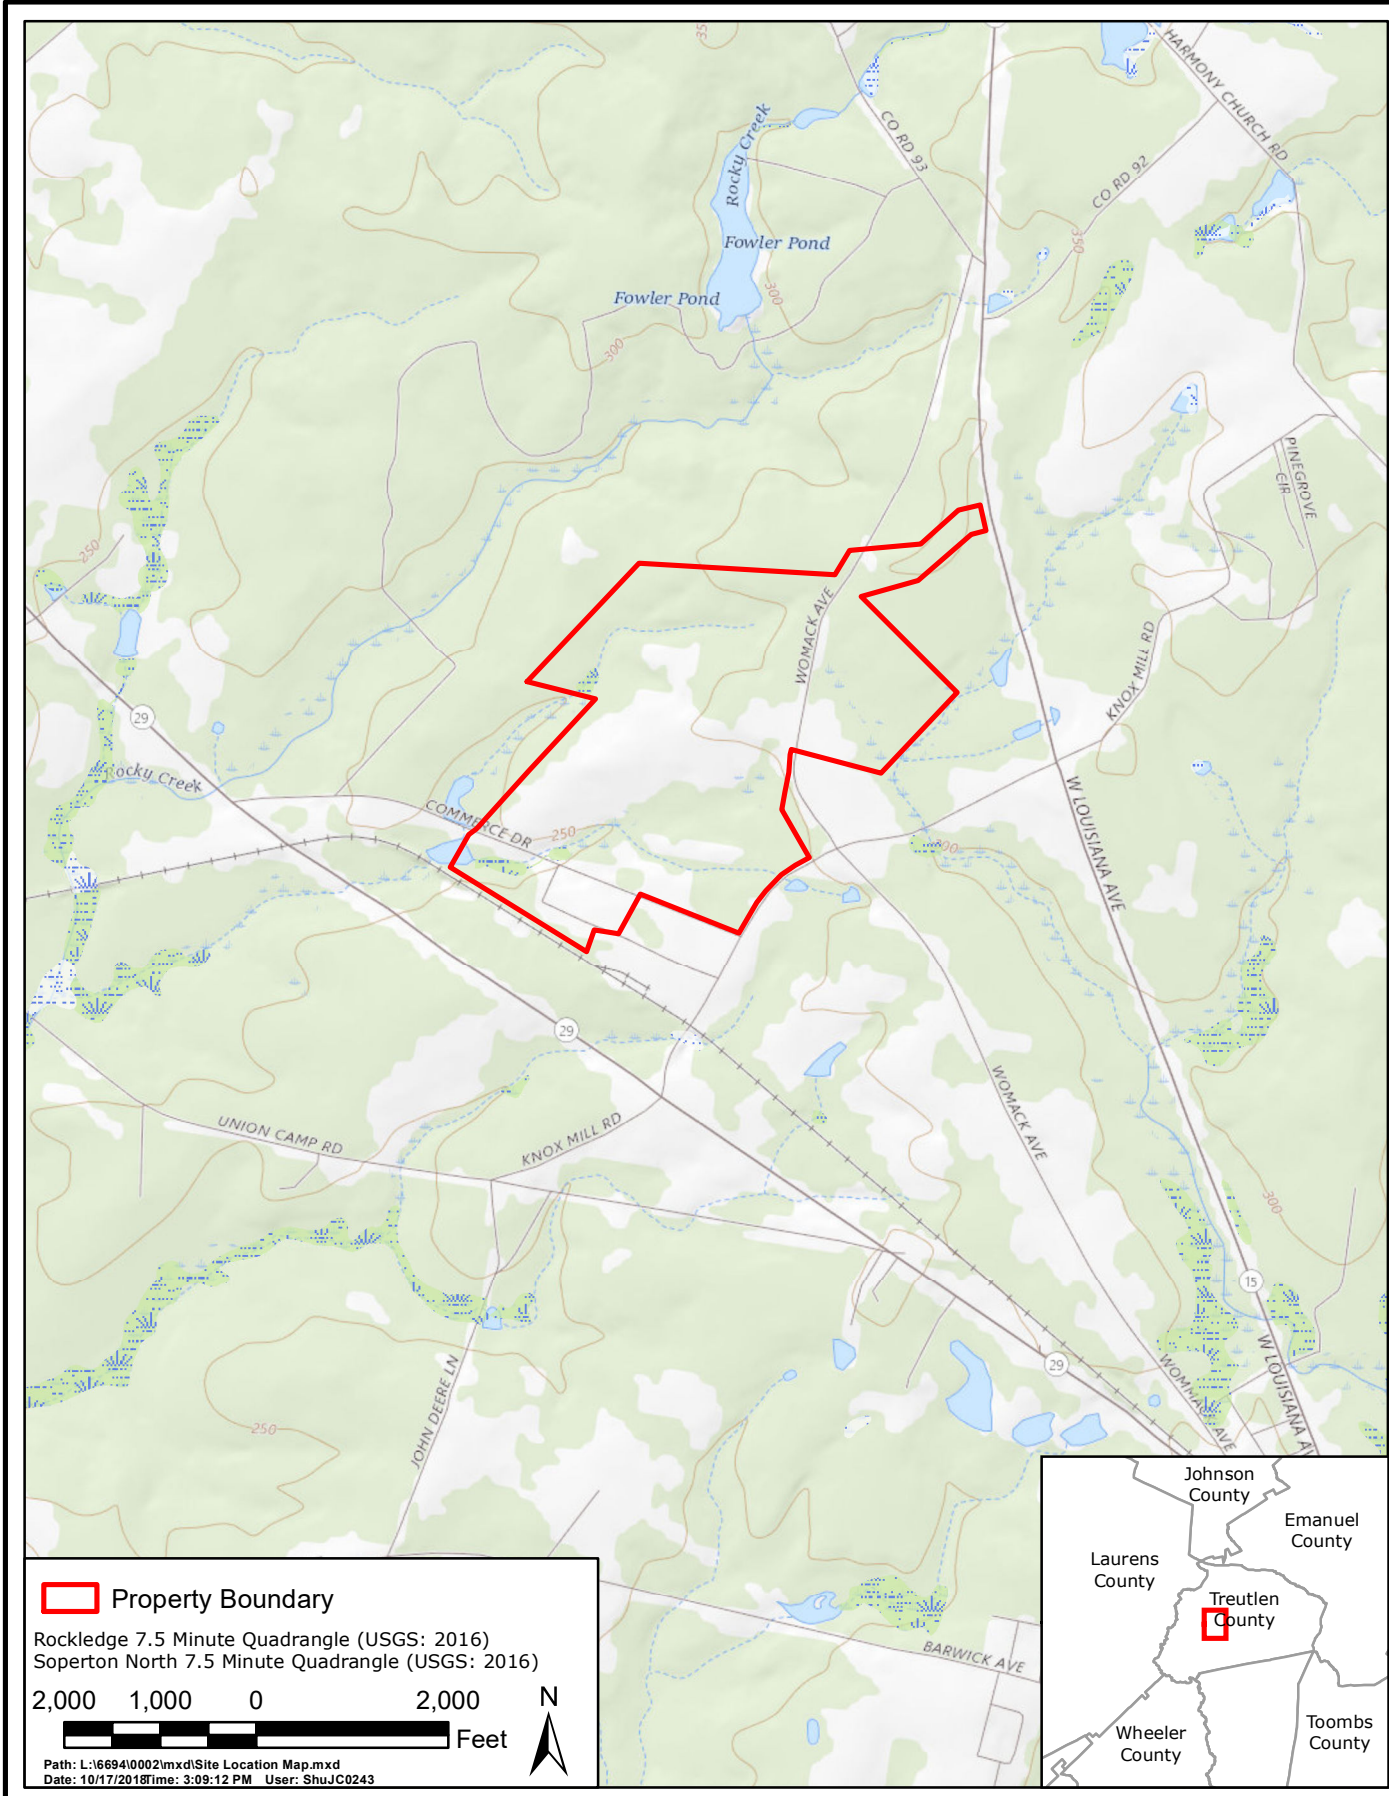 35
HARMONY CHURCH RD
CO RD 93
Rocky Creek
CO RD 92
Fowler Pond
350
Fowler Pond
300
300
PINEGROVE
CIR
250
WOMACK AVE
KNOX MILL RD
29
Rocky Creek
COMMERCE DR
250
300
W LOUISIANA AVE
29
WOMACK AVE
UNION CAMP RD
KNOX MILL RD
300
15
29
WOMMACK AVE
W LOUISIANA AV
JOHN DEERE LN
250
BARWICK AVE
Property Boundary
Rockledge 7.5 Minute Quadrangle (USGS: 2016)
Soperton North 7.5 Minute Quadrangle (USGS: 2016)
2,000 1,000 0 2,000
Feet
N
Path: L:\6694\0002\mxd\Site Location Map.mxd
Date: 10/17/2018Time: 3:09:12 PM User: ShuJC0243
Johnson
County
Emanuel
County
Laurens
County
Treutlen
County
Wheeler
County
Toombs
County